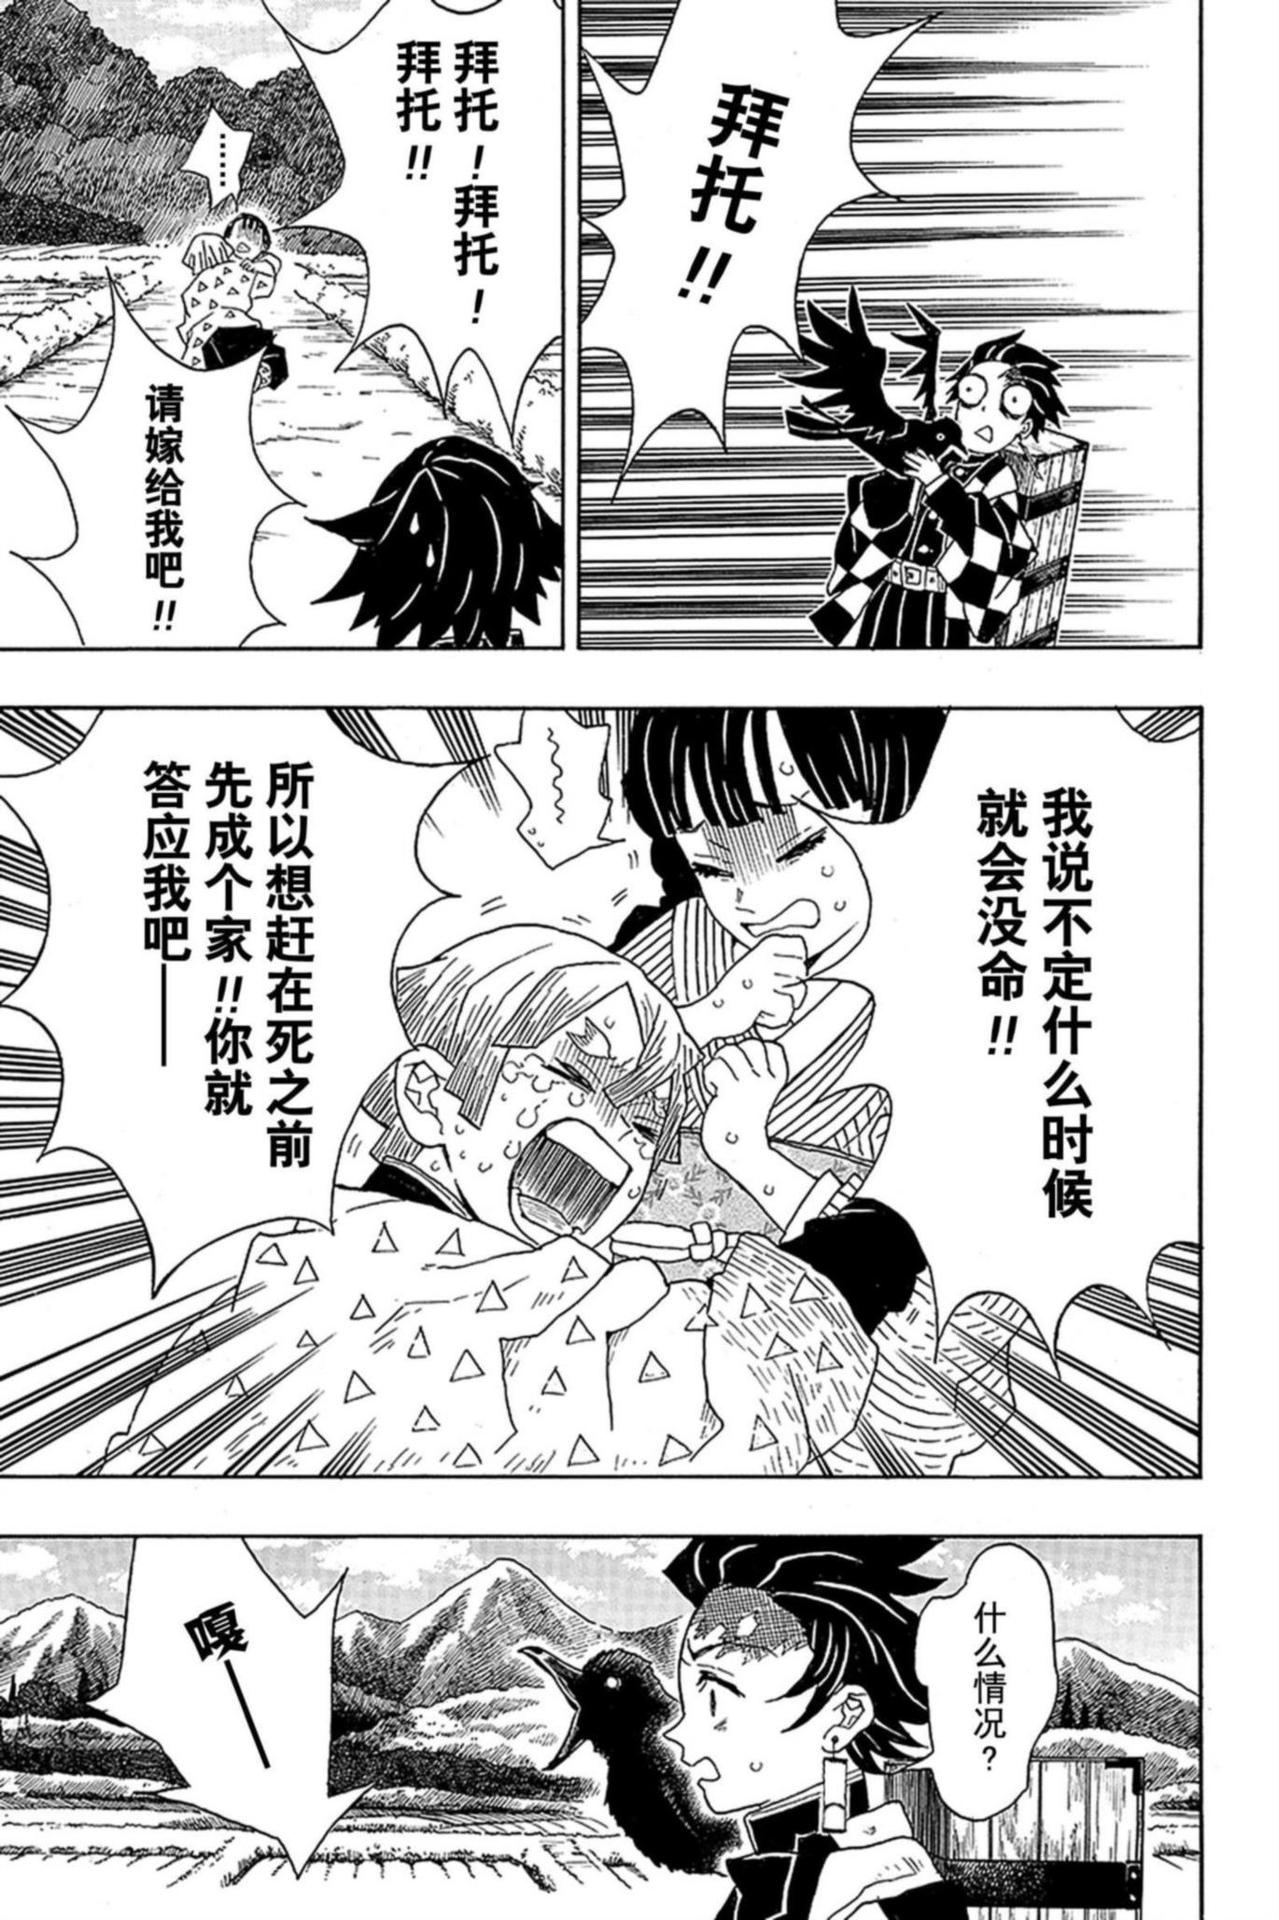 拜托!!
拜托!拜托!
拜托!!
……
请嫁给我吧!!
我说不定什么时候
就会没命!!
所以想赶在死之前
先成个家!!你就
答应我吧——
什么情况?
嘎——